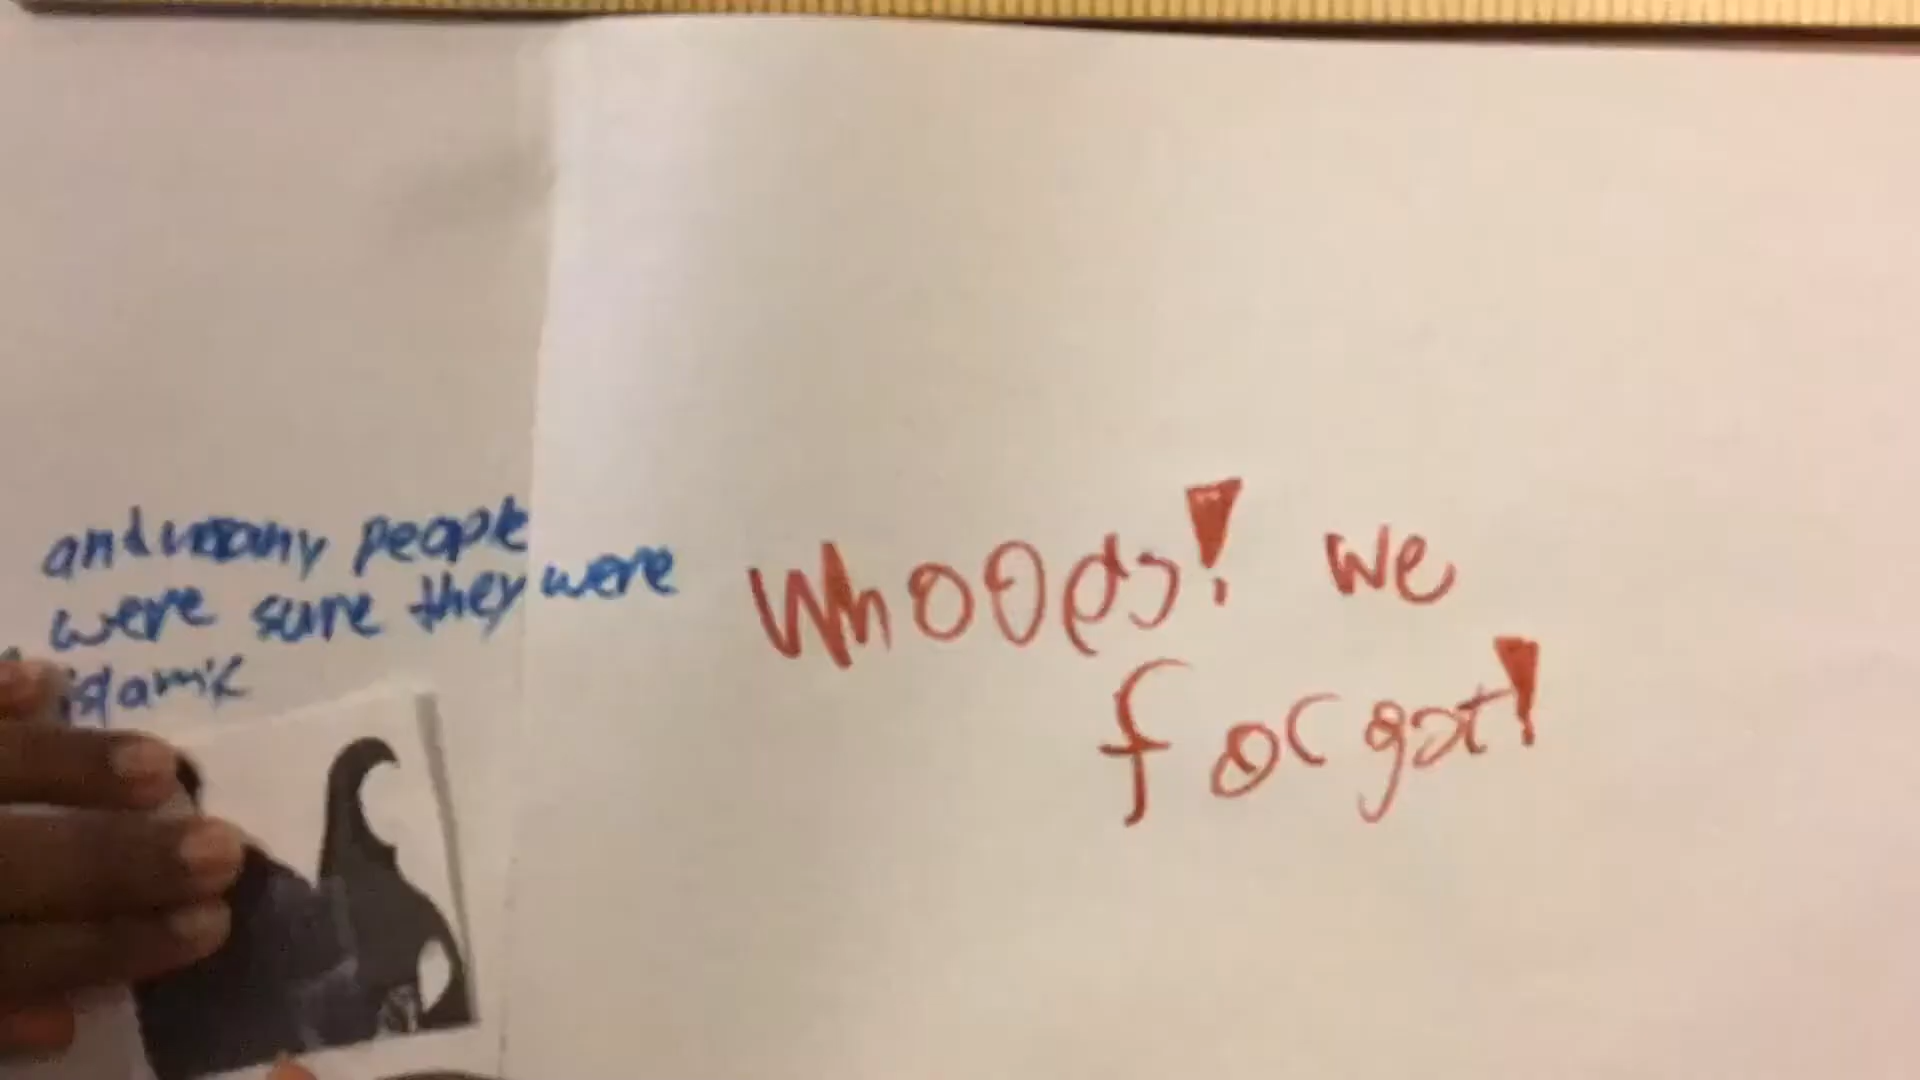 and many people
were sure they were
islamic
Whoops! we
forgot!